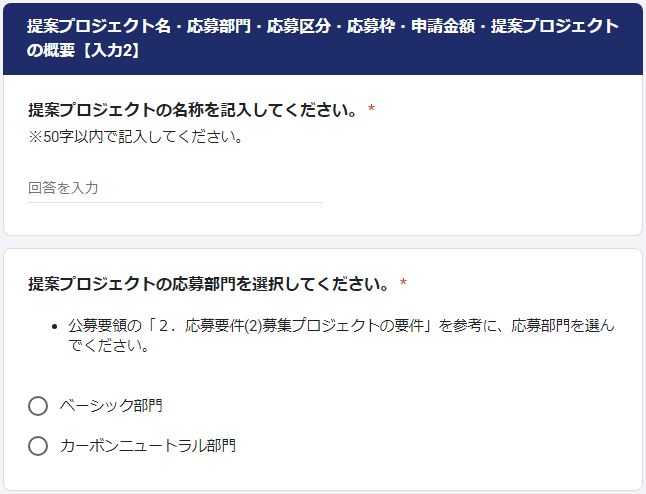 提案プロジェクト名・応募部門・応募区分・応募枠・申請金額・提案プロジェクト
の概要【入力2】
提案プロジェクトの名称を記入してください。 *
※50字以内で記入してください。
回答を入力
提案プロジェクトの応募部門を選択してください。 *
• 公募要領の「２．応募要件(2)募集プロジェクトの要件」を参考に、応募部門を選ん
でください。
ベーシック部門
カーボンニュートラル部門